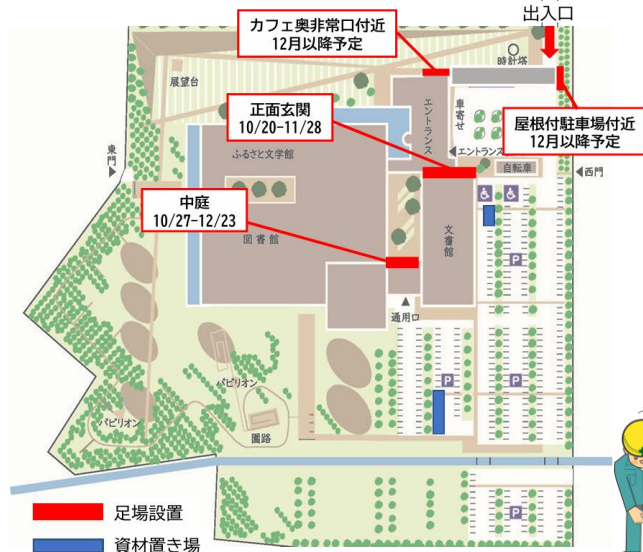 出入口
カフェ奥非常口付近
12月以降予定
時計塔
展望台
正面玄関
10/20-11/28
エントランス
車寄せ
屋根付駐車場付近
12月以降予定
東門
ふるさと文学館
エントランス
自転車
西門
中庭
10/27-12/23
図書館
文書館
通用口
P
P
P
P
パビリオン
パビリオン
園路
P
足場設置
資材置き場